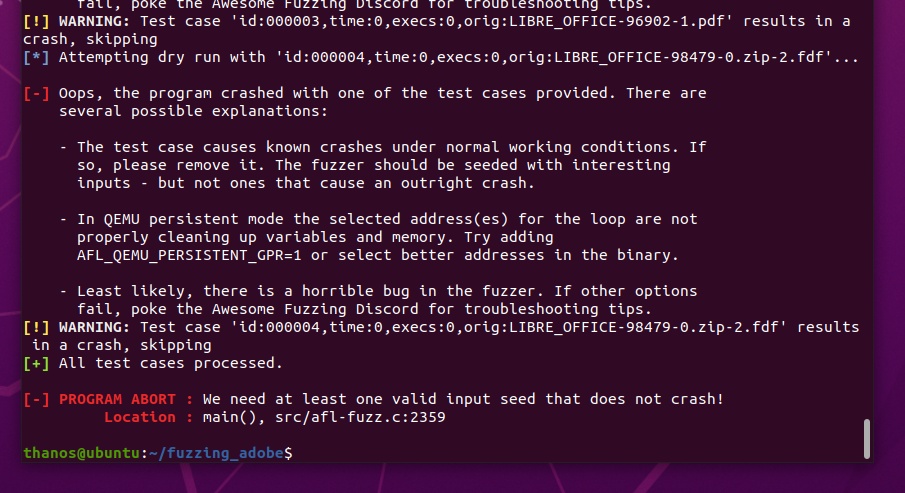 fail, poke the Awesome Fuzzing Discord for troubleshooting tips.
[!] WARNING: Test case 'id:000003,time:0,execs:0,orig:LIBRE_OFFICE-96902-1.pdf' results in a
crash, skipping
[*] Attempting dry run with 'id:000004,time:0,execs:0,orig:LIBRE_OFFICE-98479-0.zip-2.fdf'...
[-] Oops, the program crashed with one of the test cases provided. There are
several possible explanations:
- The test case causes known crashes under normal working conditions. If
so, please remove it. The fuzzer should be seeded with interesting
inputs - but not ones that cause an outright crash.
- In QEMU persistent mode the selected address(es) for the loop are not
properly cleaning up variables and memory. Try adding
AFL_QEMU_PERSISTENT_GPR=1 or select better addresses in the binary.
- Least likely, there is a horrible bug in the fuzzer. If other options
fail, poke the Awesome Fuzzing Discord for troubleshooting tips.
[!] WARNING: Test case 'id:000004,time:0,execs:0,orig:LIBRE_OFFICE-98479-0.zip-2.fdf' results
in a crash, skipping
[+] All test cases processed.
[-] PROGRAM ABORT : We need at least one valid input seed that does not crash!
Location : main(), src/afl-fuzz.c:2359
thanos@ubuntu:~/fuzzing_adobe$